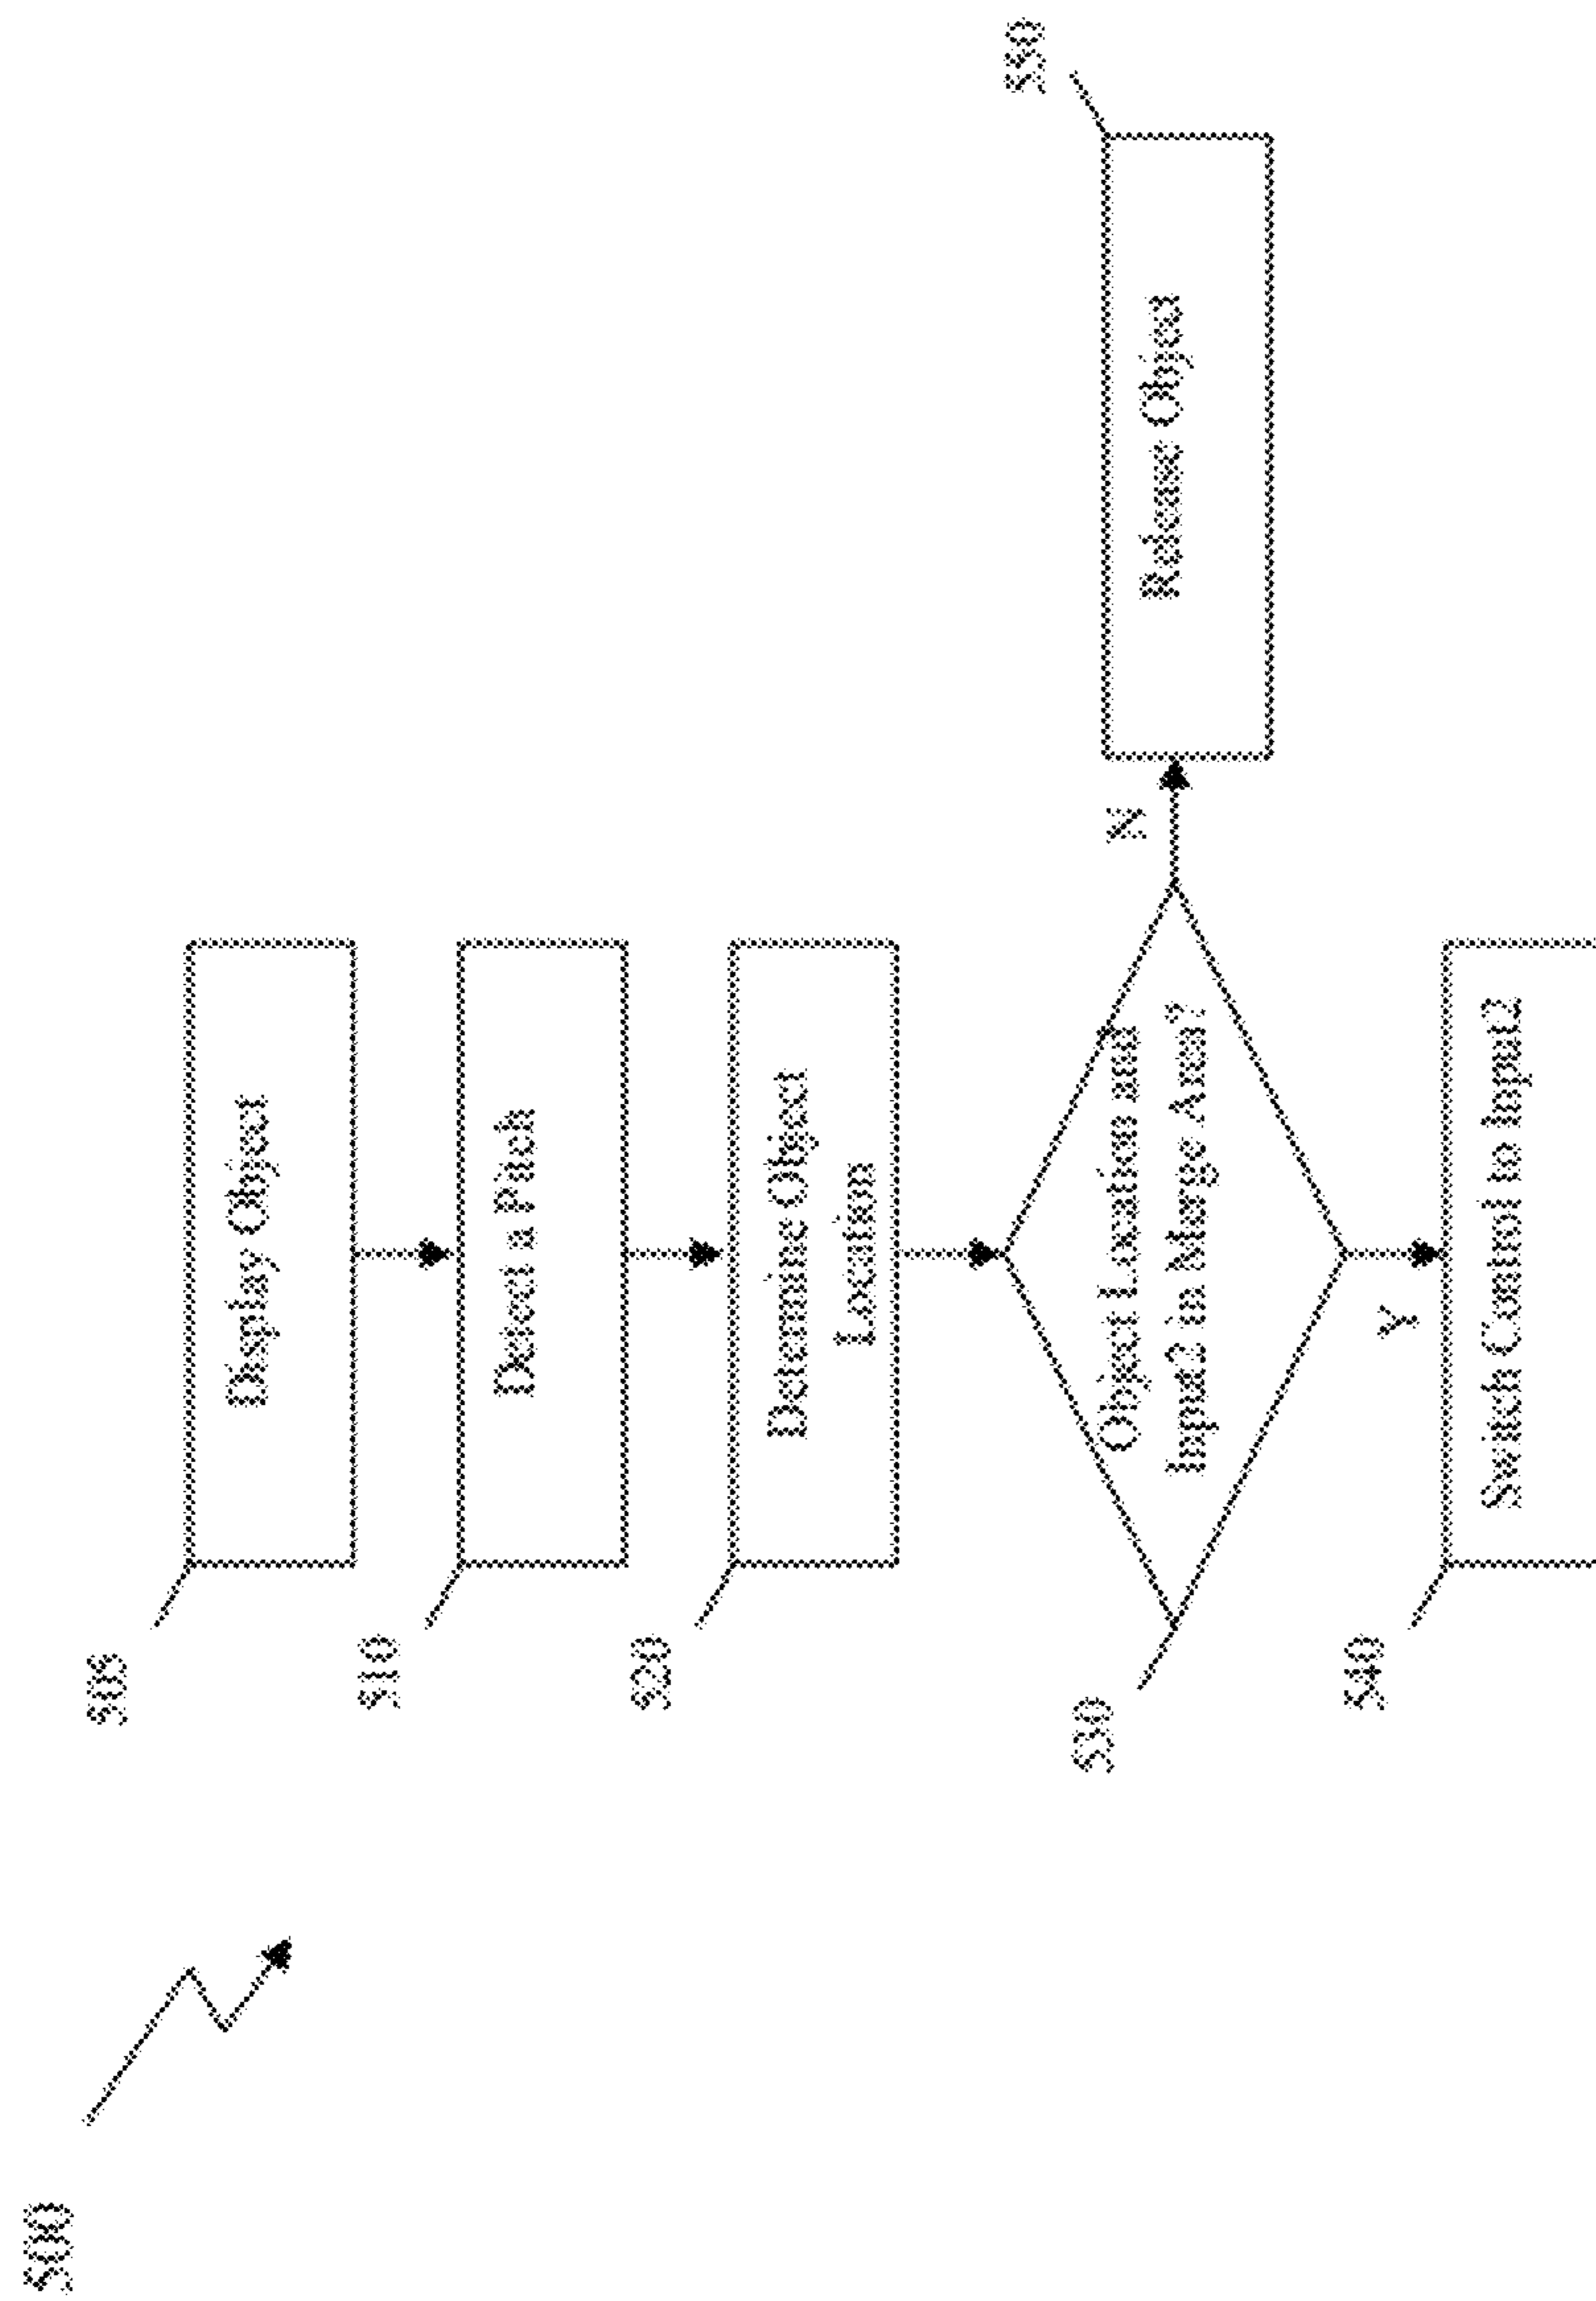 500
505
Display Object
510
Detect a Pitch
520
Determine Object
Location
530
Object Location and
Input2 in Merge Area?
N
550
Release Object
Y
540
Switch Control to Input2